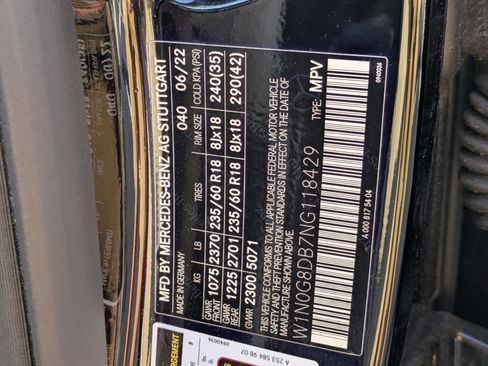 MFD BY MERCEDES-BENZ AG STUTTGART
MADE IN GERMANY 040 06/22
KG LB TIRES RIM SIZE COLD KPA (PSI)
GAWR FRONT 1075 2370 235/60 R18 8Jx18 240(35)
GAWR REAR 1225 2701 235/60 R18 8Jx18 290(42)
GVWR 2300/5071
THIS VEHICLE CONFORMS TO ALL APPLICABLE FEDERAL MOTOR VEHICLE
SAFETY AND THEFT PREVENTION STANDARDS IN EFFECT ON THE DATE OF
MANUFACTURE SHOWN ABOVE.
W1N0G8DB7NG118429 TYPE: MPV
A 000 817 54 04
0940036
A 253 584 98 07
0940036